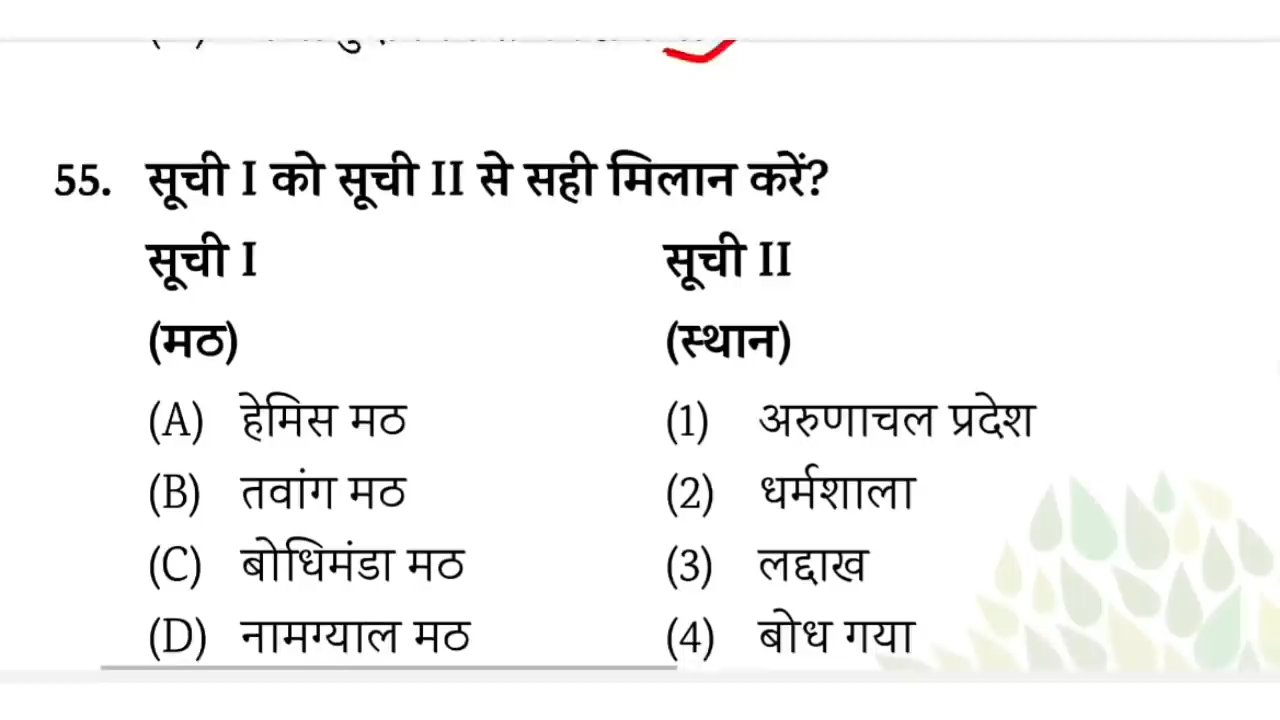 55. सूची I को सूची II से सही मिलान करें?
सूची I सूची II
(मठ) (स्थान)
(A) हेमिस मठ (1) अरुणाचल प्रदेश
(B) तवांग मठ (2) धर्मशाला
(C) बोधिमंडा मठ (3) लद्दाख
(D) नामग्याल मठ (4) बोध गया